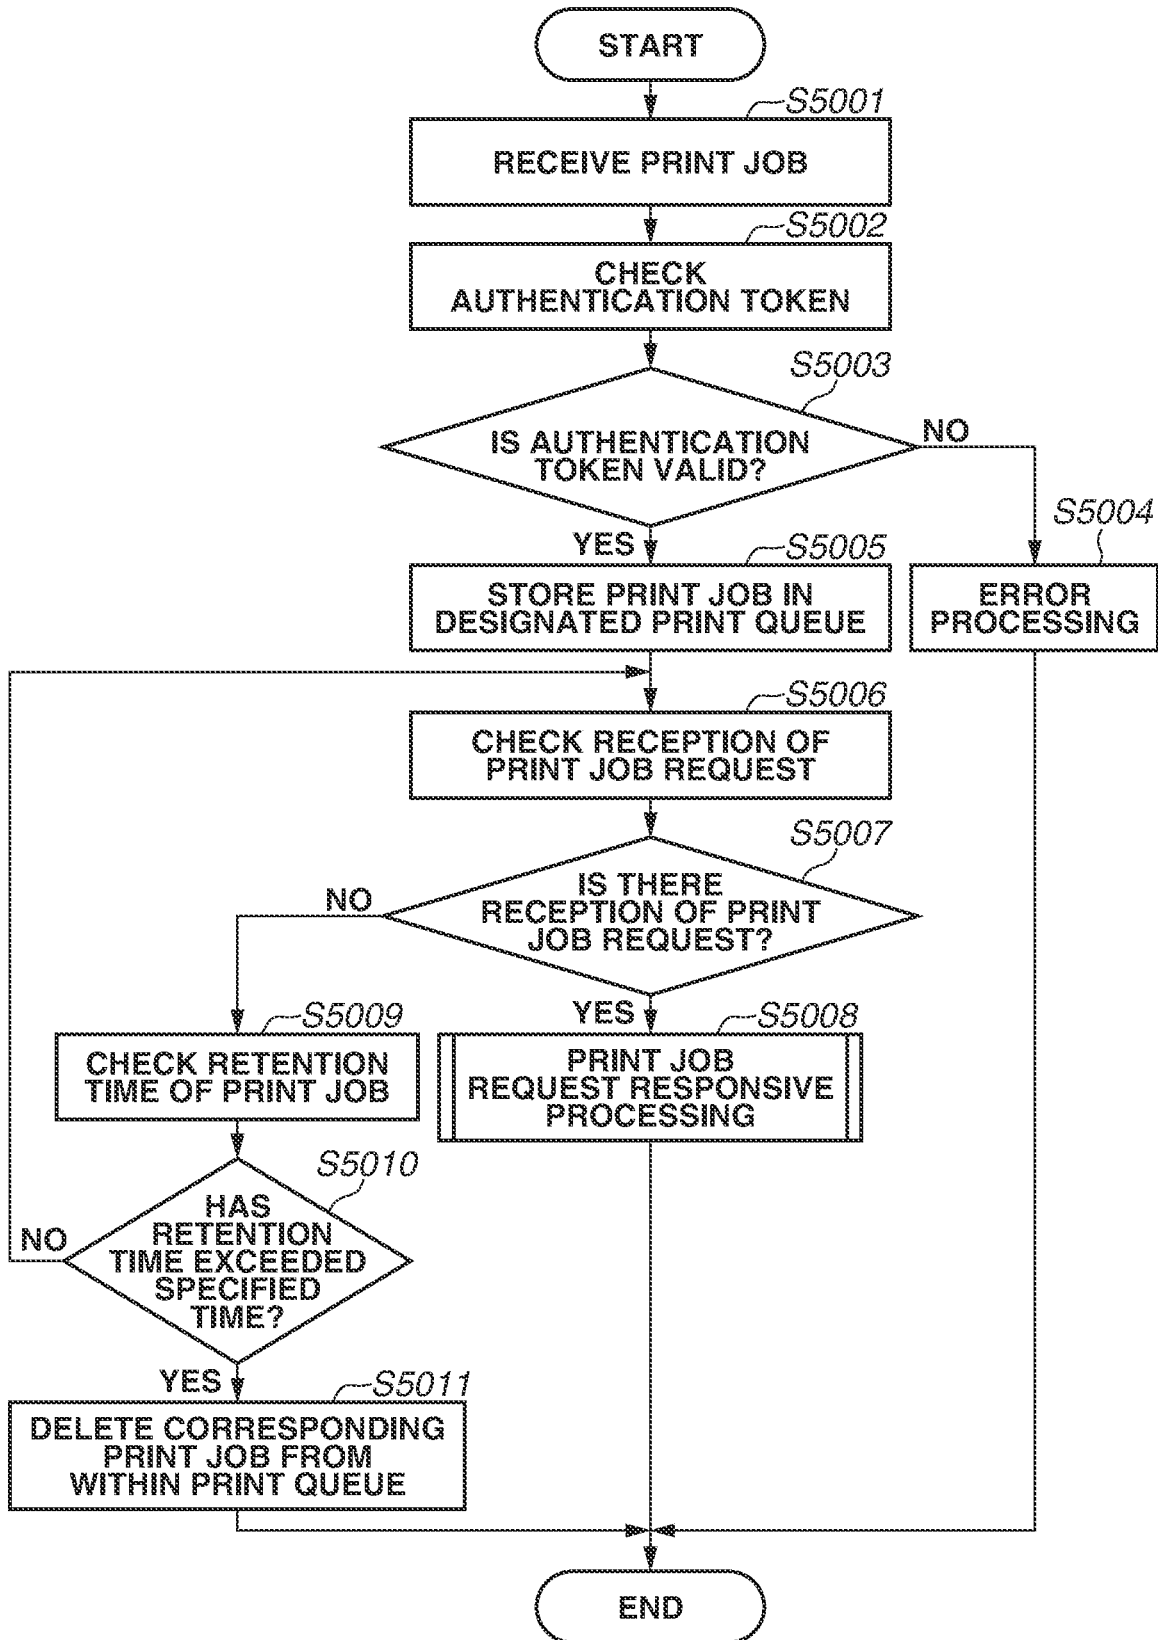 START
S5001
RECEIVE PRINT JOB
S5002
CHECK
AUTHENTICATION TOKEN
S5003
IS AUTHENTICATION
TOKEN VALID?
NO
S5004
YES
S5005
STORE PRINT JOB IN
DESIGNATED PRINT QUEUE
ERROR
PROCESSING
S5006
CHECK RECEPTION OF
PRINT JOB REQUEST
S5007
IS THERE
RECEPTION OF PRINT
JOB REQUEST?
NO
YES
S5008
PRINT JOB
REQUEST RESPONSIVE
PROCESSING
S5009
CHECK RETENTION
TIME OF PRINT JOB
S5010
HAS
RETENTION
TIME EXCEEDED
SPECIFIED
TIME?
NO
YES
S5011
DELETE CORRESPONDING
PRINT JOB FROM
WITHIN PRINT QUEUE
END